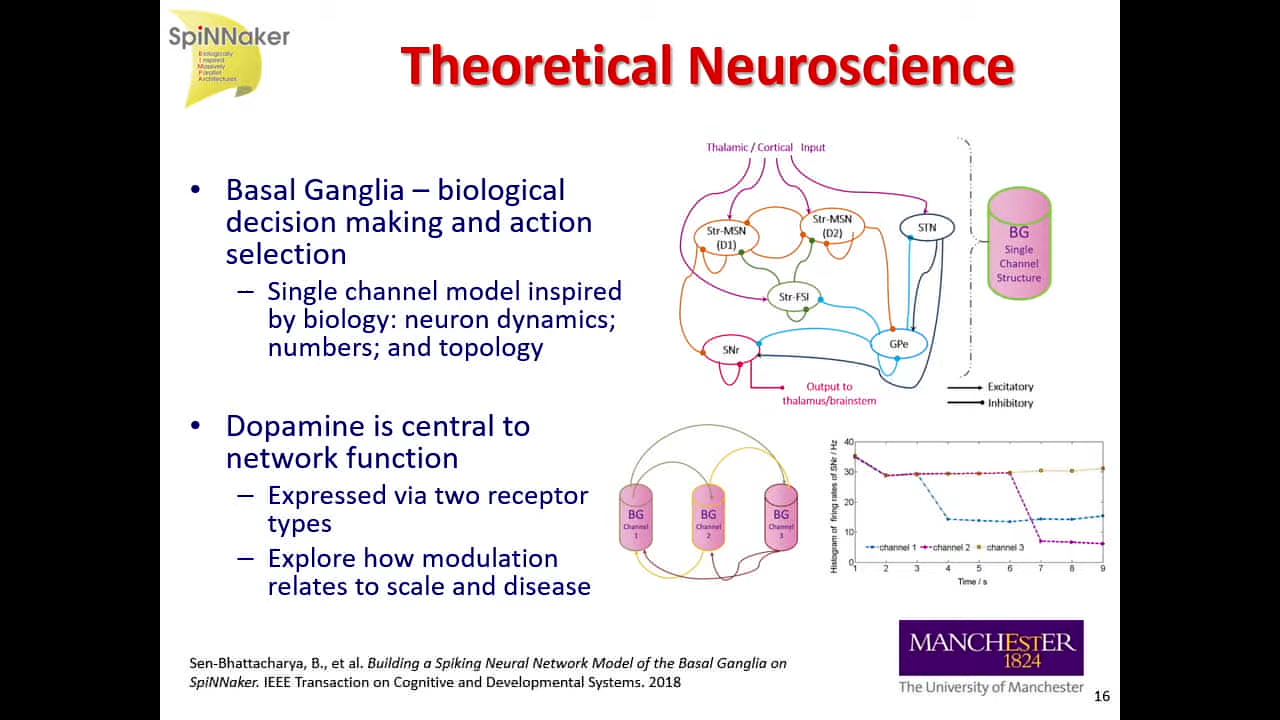 SpiNNaker
Biologically
Inspired
Massively
Parallel
Architectures
Theoretical Neuroscience
• Basal Ganglia – biological
decision making and action
selection
– Single channel model inspired
by biology: neuron dynamics;
numbers; and topology
• Dopamine is central to
network function
– Expressed via two receptor
types
– Explore how modulation
relates to scale and disease
Thalamic / Cortical Input
Str-MSN
(D1)
Str-MSN
(D2)
STN
Str-FSI
SNr
GPe
Output to
thalamus/brainstem
Excitatory
Inhibitory
BG
Single
Channel
Structure
BG
Channel
1
BG
Channel
2
BG
Channel
3
Histogram of firing rates of SNr / Hz
40
30
20
10
0
channel 1 channel 2 channel 3
1 2 3 4 5 6 7 8 9
Time / s
Sen-Bhattacharya, B., et al. Building a Spiking Neural Network Model of the Basal Ganglia on
SpiNNaker. IEEE Transaction on Cognitive and Developmental Systems. 2018
MANCHESTER
1824
The University of Manchester
16